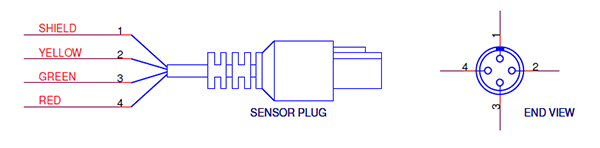 SHIELD 1
YELLOW 2
GREEN 3
RED 4
SENSOR PLUG
1
4 2
3
END VIEW